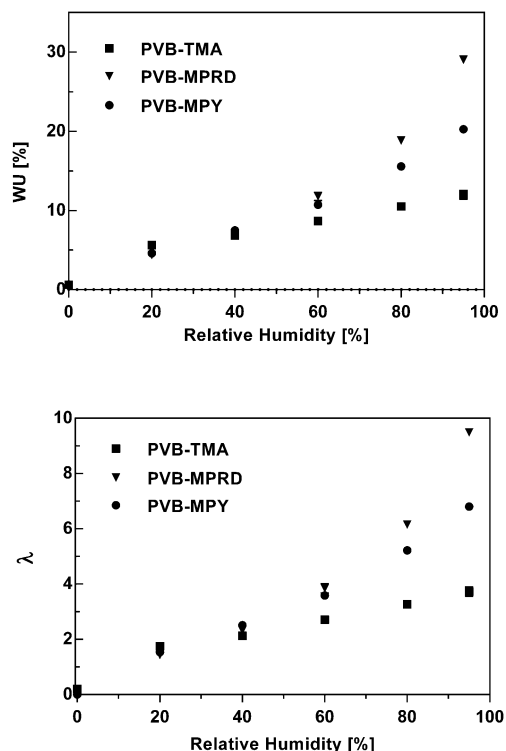 30
20
10
0
WU [%]
PVB-TMA
PVB-MPRD
PVB-MPY
0 20 40 60 80 100
Relative Humidity [%]
10
8
6
4
2
0
λ
PVB-TMA
PVB-MPRD
PVB-MPY
0 20 40 60 80 100
Relative Humidity [%]